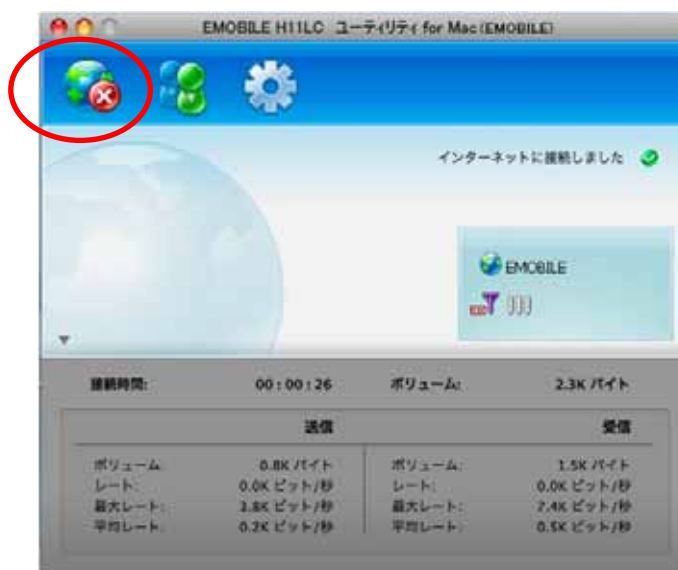 EMOBILE H11LC ユーティリティ for Mac (EMOBILE)
インターネットに接続しました
EMOBILE
接続時間: 00:00:26 ボリューム: 2.3K バイト
送信 受信
ボリューム: 0.8K バイト ボリューム: 1.5K バイト
レート: 0.0K ビット/秒 レート: 0.0K ビット/秒
最大レート: 3.8K ビット/秒 最大レート: 7.4K ビット/秒
平均レート: 0.2K ビット/秒 平均レート: 0.5K ビット/秒